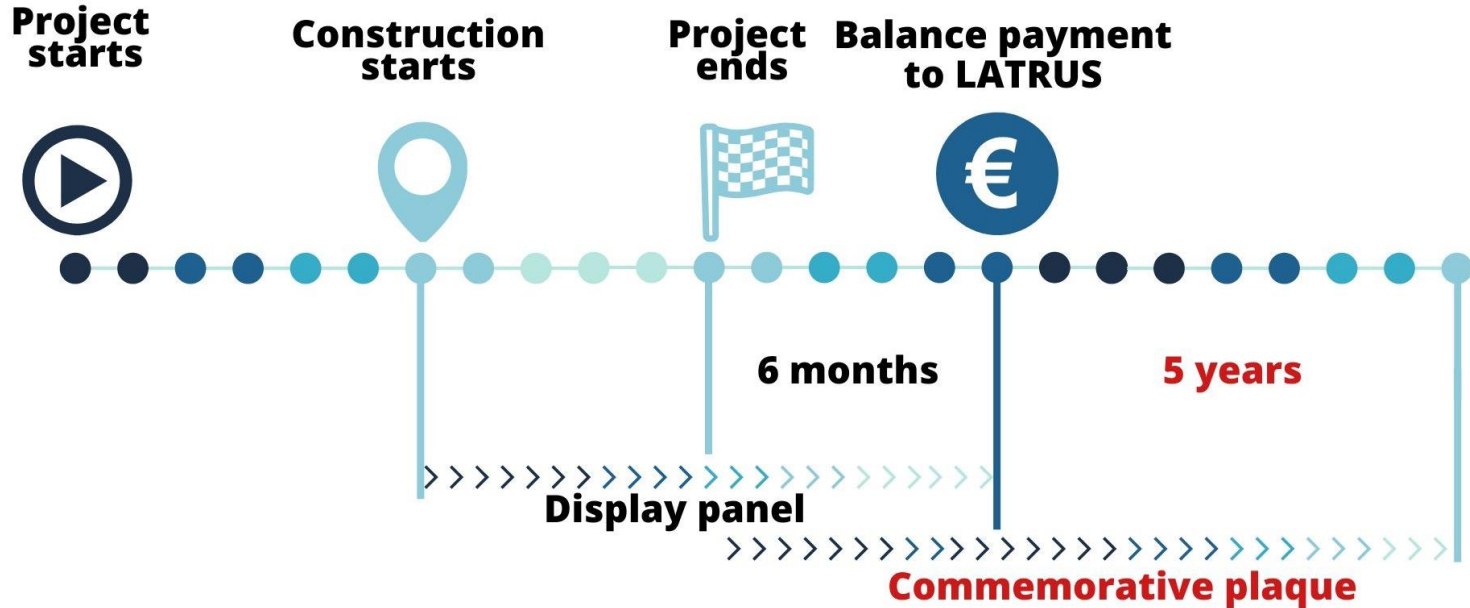 Project
starts
Construction
starts
Project
ends
Balance payment
to LATRUS
€
6 months
5 years
Display panel
Commemorative plaque